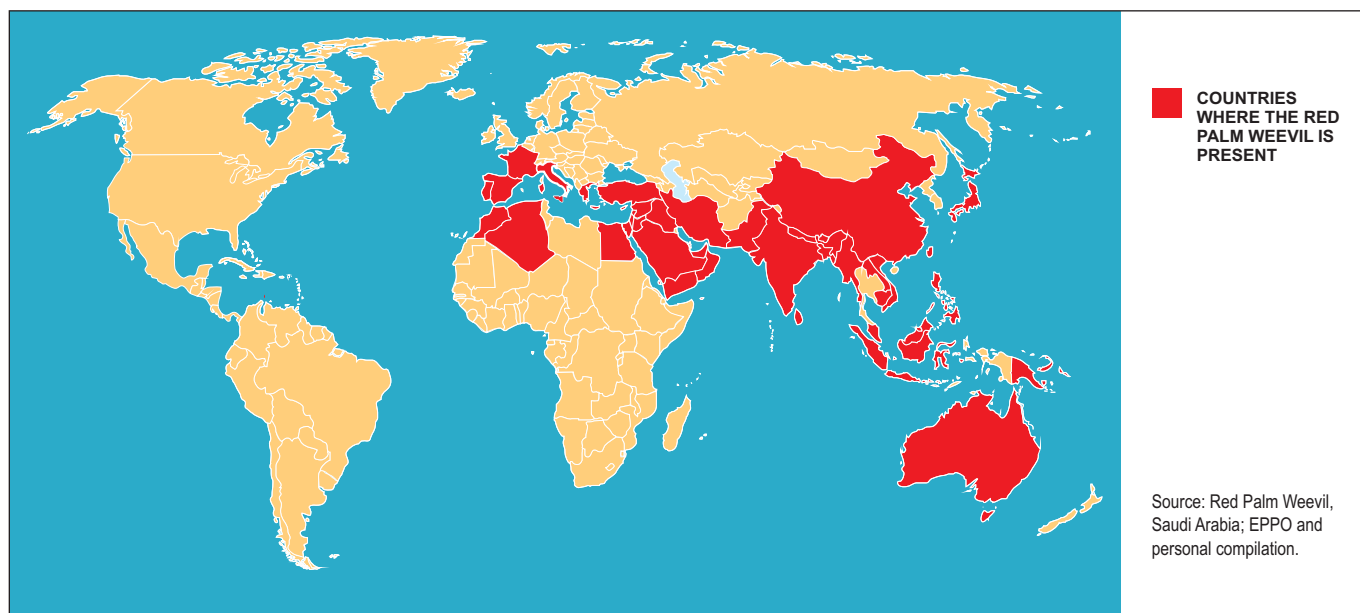 COUNTRIES
WHERE THE RED
PALM WEEVIL IS
PRESENT
Source: Red Palm Weevil,
Saudi Arabia; EPPO and
personal compilation.